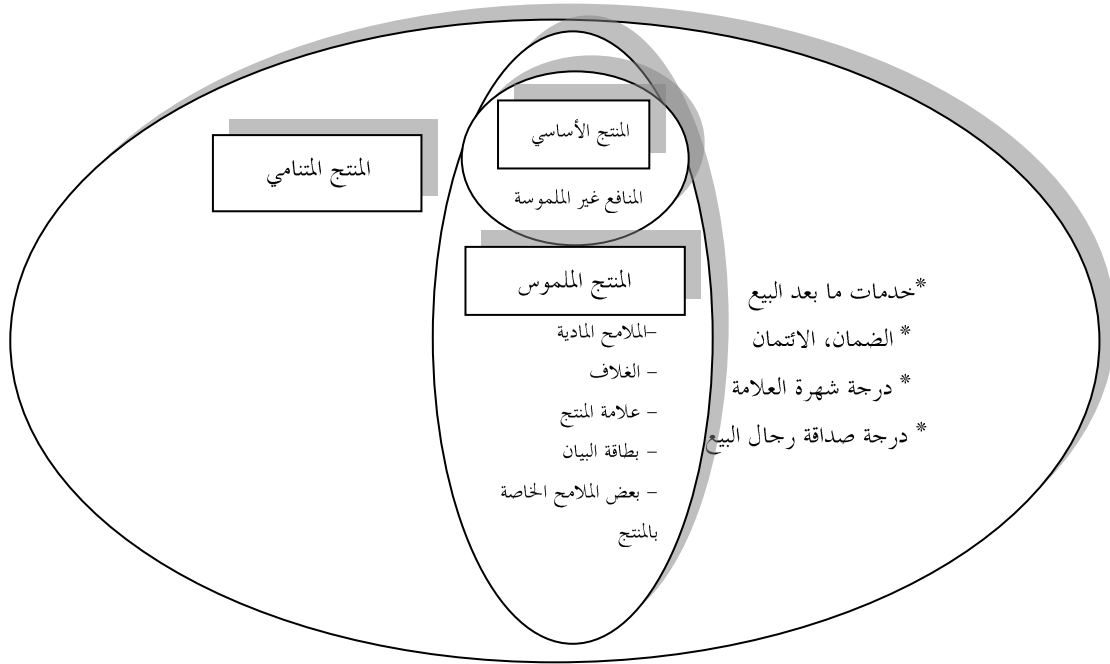 المنتج الأساسي
المنتج المتنامي
المنافع غير الملموسة
المنتج الملموس
–الملامح المادية
– الغلاف
– علامة المنتج
– بطاقة البيان
– بعض الملامح الخاصة
بالمنتج
*خدمات ما بعد البيع
* الضمان، الائتمان
* درجة شهرة العلامة
* درجة صداقة رجال البيع